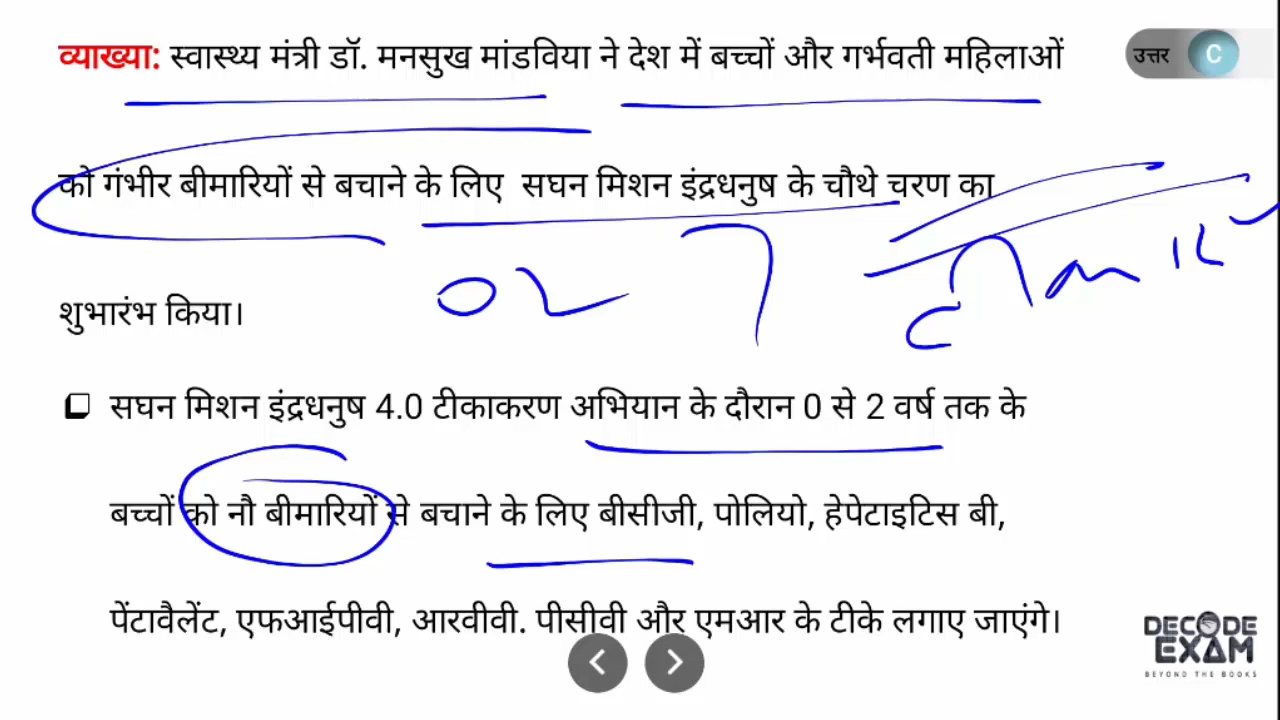 व्याख्या: स्वास्थ्य मंत्री डॉ. मनसुख मांडविया ने देश में बच्चों और गर्भवती महिलाओं
उत्तर C
को गंभीर बीमारियों से बचाने के लिए सघन मिशन इंद्रधनुष के चौथे चरण का
शुभारंभ किया।
सघन मिशन इंद्रधनुष 4.0 टीकाकरण अभियान के दौरान 0 से 2 वर्ष तक के
बच्चों को नौ बीमारियों से बचाने के लिए बीसीजी, पोलियो, हेपेटाइटिस बी,
पेंटावैलेंट, एफआईपीवी, आरवीवी. पीसीवी और एमआर के टीके लगाए जाएंगे।
DECODE
EXAM
BEYOND THE BOOKS